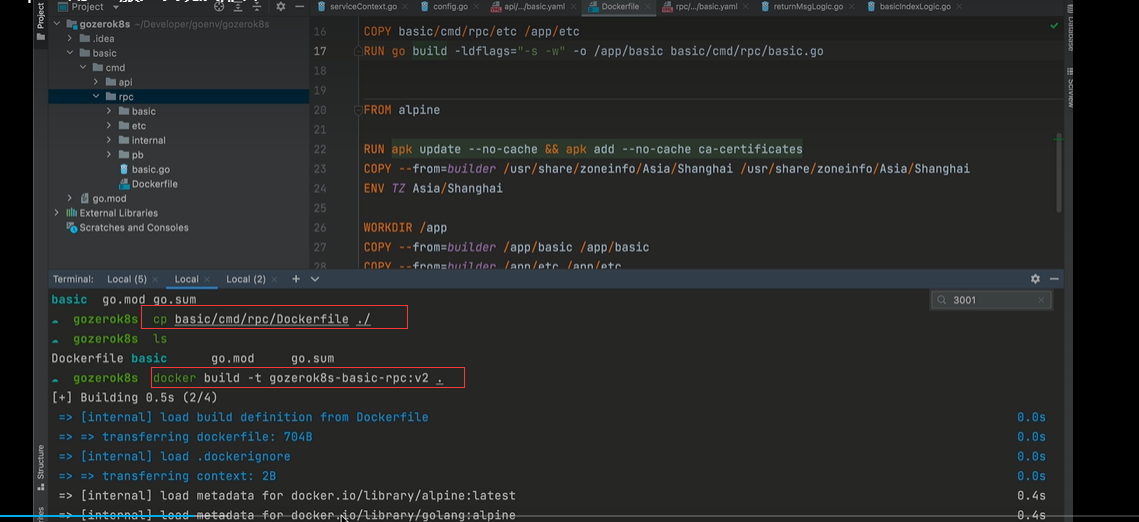 Project
serviceContext.go
config.go
api/.../basic.yaml
Dockerfile
rpc/.../basic.yaml
returnMsgLogic.go
basicIndexLogic.go
Project
Database
gozerok8s ~/Developer/goenv/gozerok8s
.idea
basic
cmd
api
rpc
basic
etc
internal
pb
basic.go
Dockerfile
go.mod
External Libraries
Scratches and Consoles
16 COPY basic/cmd/rpc/etc /app/etc
17 RUN go build -ldflags="-s -w" -o /app/basic basic/cmd/rpc/basic.go
18
19
20 FROM alpine
21
22 RUN apk update --no-cache && apk add --no-cache ca-certificates
23 COPY --from=builder /usr/share/zoneinfo/Asia/Shanghai /usr/share/zoneinfo/Asia/Shanghai
24 ENV TZ Asia/Shanghai
25
26 WORKDIR /app
27 COPY --from=builder /app/basic /app/basic
28 COPY --from=builder /app/etc /app/etc
Terminal: Local (5) Local Local (2)
3001
basic go.mod go.sum
gozerok8s cp basic/cmd/rpc/Dockerfile ./
gozerok8s ls
Dockerfile basic go.mod go.sum
gozerok8s docker build -t gozerok8s-basic-rpc:v2 .
[+] Building 0.5s (2/4)
=> [internal] load build definition from Dockerfile 0.0s
=> => transferring dockerfile: 704B 0.0s
=> [internal] load .dockerignore 0.0s
=> => transferring context: 2B 0.0s
=> [internal] load metadata for docker.io/library/alpine:latest 0.4s
=> [internal] load metadata for docker.io/library/golang:alpine 0.4s
Structure